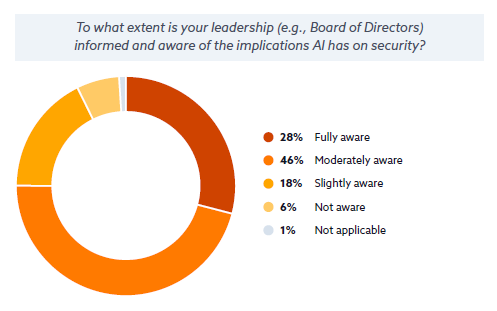 To what extent is your leadership (e.g., Board of Directors)
informed and aware of the implications AI has on security?
28% Fully aware
46% Moderately aware
18% Slightly aware
6% Not aware
1% Not applicable